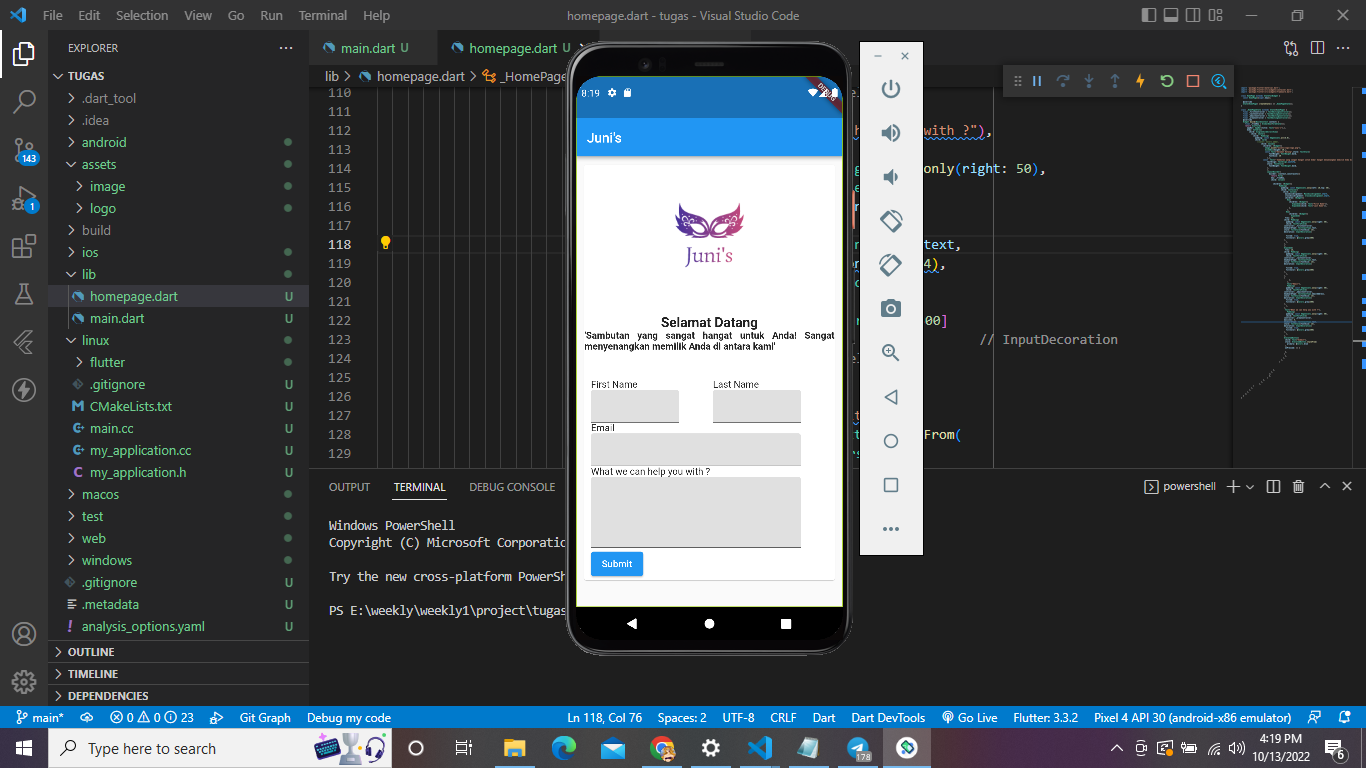 File Edit Selection View Go Run Terminal Help
homepage.dart - tugas - Visual Studio Code
EXPLORER
TUGAS
.dart_tool
.idea
android
assets
image
logo
build
ios
lib
homepage.dart U
main.dart U
linux
flutter
.gitignore U
CMakeLists.txt U
main.cc U
my_application.cc U
my_application.h U
macos
test
web
windows
.gitignore U
.metadata U
analysis_options.yaml U
OUTLINE
TIMELINE
DEPENDENCIES
143
1
main.dart U
homepage.dart U
lib > homepage.dart > _HomePage
110
111
112 with ?"),
113
114 only(right: 50),
115
116
117
118 text,
119 4),
120
121
122 00]
123 // InputDecoration
124
125
126
127
128 From(
129
8:19
DEBUG
Juni's
Juni's
Selamat Datang
'Sambutan yang sangat hangat untuk Anda! Sangat
menyenangkan memilik Anda di antara kami'
First Name Last Name
Email
What we can help you with ?
Submit
OUTPUT TERMINAL DEBUG CONSOLE
powershell
Windows PowerShell
Copyright (C) Microsoft Corporatio
Try the new cross-platform PowerSh
PS E:\weekly\weekly1\project\tugas
main* 0 0 23 Git Graph Debug my code
Ln 118, Col 76 Spaces: 2 UTF-8 CRLF Dart Dart DevTools Go Live Flutter: 3.3.2 Pixel 4 API 30 (android-x86 emulator)
Type here to search
178
4:19 PM
10/13/2022
6